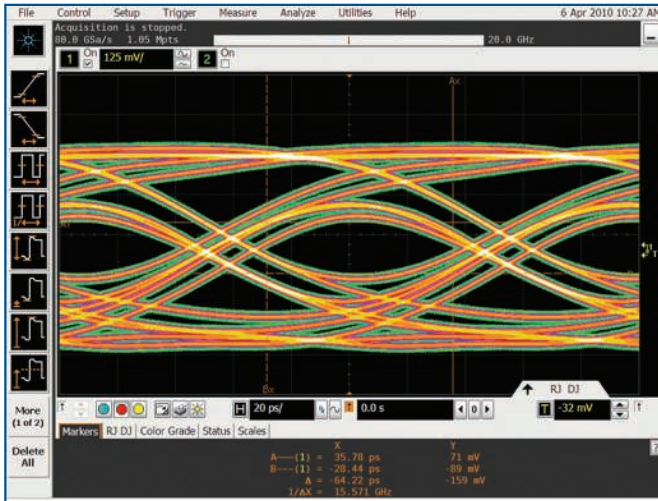 File Control Setup Trigger Measure Analyze Utilities Help 6 Apr 2010 10:27 AM
Acquisition is stopped.
80.0 GSa/s 1.05 Mpts 20.0 GHz
1 On 125 mV/ 2 On
Ax
Bx
RJ DJ
More
(1 of 2)
H 20 ps/ 0.0 s 0 T -32 mV
Delete
All
Markers RJ DJ Color Grade Status Scales
X Y
A—(1) = 35.78 ps 71 mV
B---(1) = -28.44 ps -89 mV
Δ = -64.22 ps -159 mV
1/ΔX = 15.571 GHz